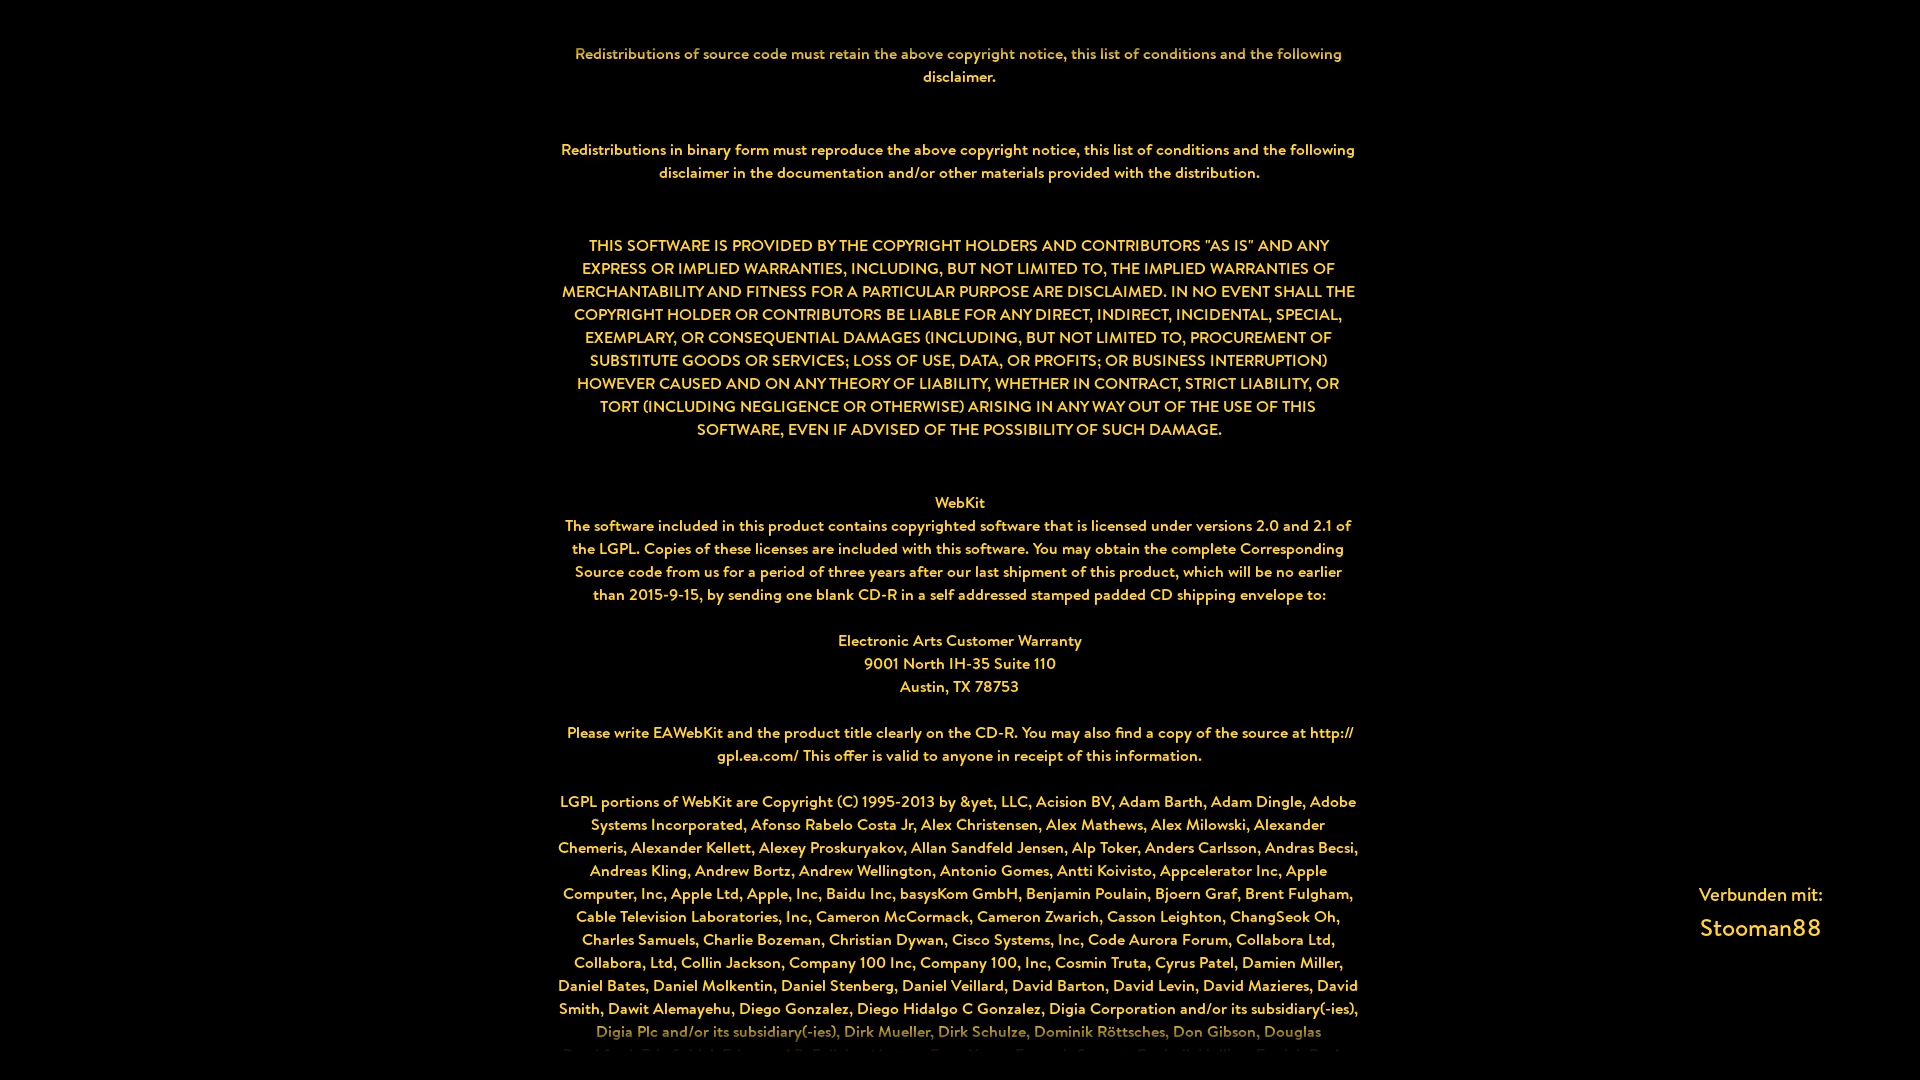 Redistributions of source code must retain the above copyright notice, this list of conditions and the following
disclaimer.
Redistributions in binary form must reproduce the above copyright notice, this list of conditions and the following
disclaimer in the documentation and/or other materials provided with the distribution.
THIS SOFTWARE IS PROVIDED BY THE COPYRIGHT HOLDERS AND CONTRIBUTORS "AS IS" AND ANY
EXPRESS OR IMPLIED WARRANTIES, INCLUDING, BUT NOT LIMITED TO, THE IMPLIED WARRANTIES OF
MERCHANTABILITY AND FITNESS FOR A PARTICULAR PURPOSE ARE DISCLAIMED. IN NO EVENT SHALL THE
COPYRIGHT HOLDER OR CONTRIBUTORS BE LIABLE FOR ANY DIRECT, INDIRECT, INCIDENTAL, SPECIAL,
EXEMPLARY, OR CONSEQUENTIAL DAMAGES (INCLUDING, BUT NOT LIMITED TO, PROCUREMENT OF
SUBSTITUTE GOODS OR SERVICES; LOSS OF USE, DATA, OR PROFITS; OR BUSINESS INTERRUPTION)
HOWEVER CAUSED AND ON ANY THEORY OF LIABILITY, WHETHER IN CONTRACT, STRICT LIABILITY, OR
TORT (INCLUDING NEGLIGENCE OR OTHERWISE) ARISING IN ANY WAY OUT OF THE USE OF THIS
SOFTWARE, EVEN IF ADVISED OF THE POSSIBILITY OF SUCH DAMAGE.
WebKit
The software included in this product contains copyrighted software that is licensed under versions 2.0 and 2.1 of
the LGPL. Copies of these licenses are included with this software. You may obtain the complete Corresponding
Source code from us for a period of three years after our last shipment of this product, which will be no earlier
than 2015-9-15, by sending one blank CD-R in a self addressed stamped padded CD shipping envelope to:
Electronic Arts Customer Warranty
9001 North IH-35 Suite 110
Austin, TX 78753
Please write EAWebKit and the product title clearly on the CD-R. You may also find a copy of the source at http://
gpl.ea.com/ This offer is valid to anyone in receipt of this information.
LGPL portions of WebKit are Copyright (C) 1995-2013 by &yet, LLC, Acision BV, Adam Barth, Adam Dingle, Adobe
Systems Incorporated, Afonso Rabelo Costa Jr, Alex Christensen, Alex Mathews, Alex Milowski, Alexander
Chemeris, Alexander Kellett, Alexey Proskuryakov, Allan Sandfeld Jensen, Alp Toker, Anders Carlsson, Andras Becsi,
Andreas Kling, Andrew Bortz, Andrew Wellington, Antonio Gomes, Antti Koivisto, Appcelerator Inc, Apple
Computer, Inc, Apple Ltd, Apple, Inc, Baidu Inc, basysKom GmbH, Benjamin Poulain, Bjoern Graf, Brent Fulgham,
Cable Television Laboratories, Inc, Cameron McCormack, Cameron Zwarich, Casson Leighton, ChangSeok Oh,
Charles Samuels, Charlie Bozeman, Christian Dywan, Cisco Systems, Inc, Code Aurora Forum, Collabora Ltd,
Collabora, Ltd, Collin Jackson, Company 100 Inc, Company 100, Inc, Cosmin Truta, Cyrus Patel, Damien Miller,
Daniel Bates, Daniel Molkentin, Daniel Stenberg, Daniel Veillard, David Barton, David Levin, David Mazieres, David
Smith, Dawit Alemayehu, Diego Gonzalez, Diego Hidalgo C Gonzalez, Digia Corporation and/or its subsidiary(-ies),
Digia Plc and/or its subsidiary(-ies), Dirk Mueller, Dirk Schulze, Dominik Röttsches, Don Gibson, Douglas
Verbunden mit:
Stooman88